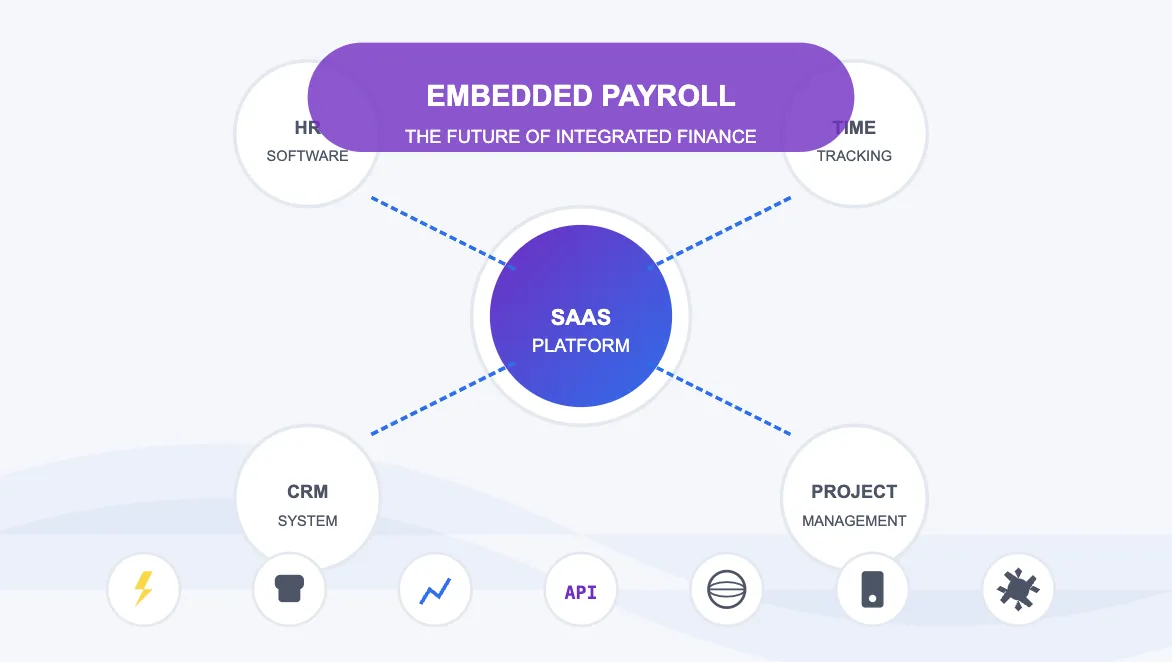 EMBEDDED PAYROLL
THE FUTURE OF INTEGRATED FINANCE
HR
SOFTWARE
TIME
TRACKING
SAAS
PLATFORM
CRM
SYSTEM
PROJECT
MANAGEMENT
API